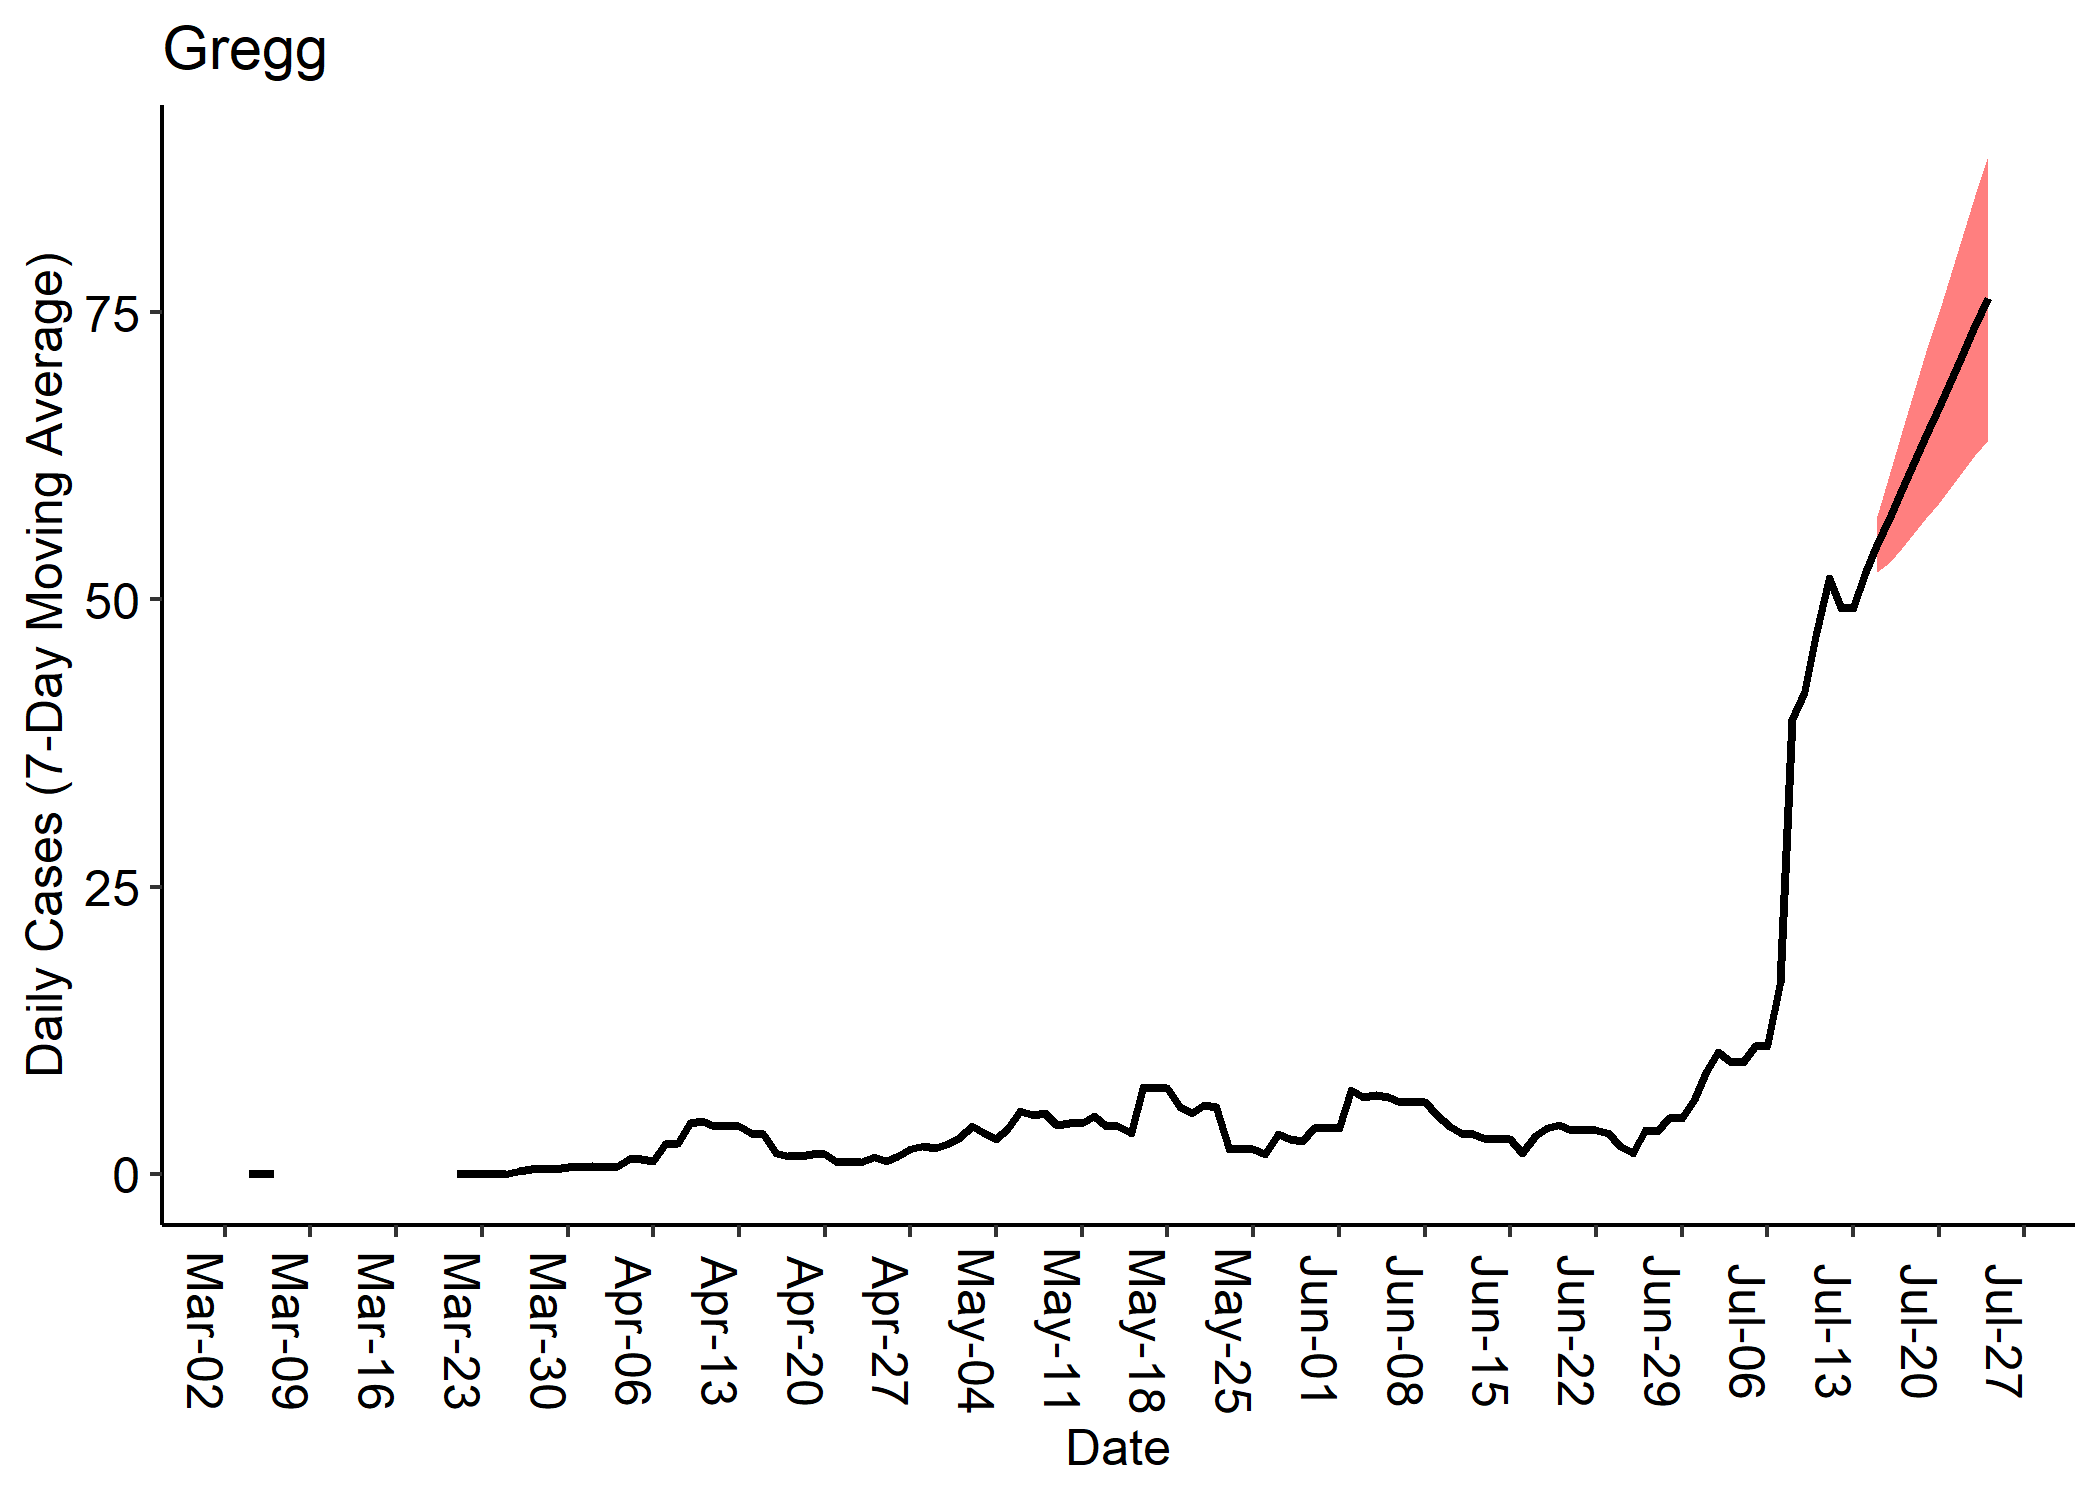 Gregg
Daily Cases (7-Day Moving Average)
75
50
25
0
Mar-02
Mar-09
Mar-16
Mar-23
Mar-30
Apr-06
Apr-13
Apr-20
Apr-27
May-04
May-11
May-18
May-25
Jun-01
Jun-08
Jun-15
Jun-22
Jun-29
Jul-06
Jul-13
Jul-20
Jul-27
Date